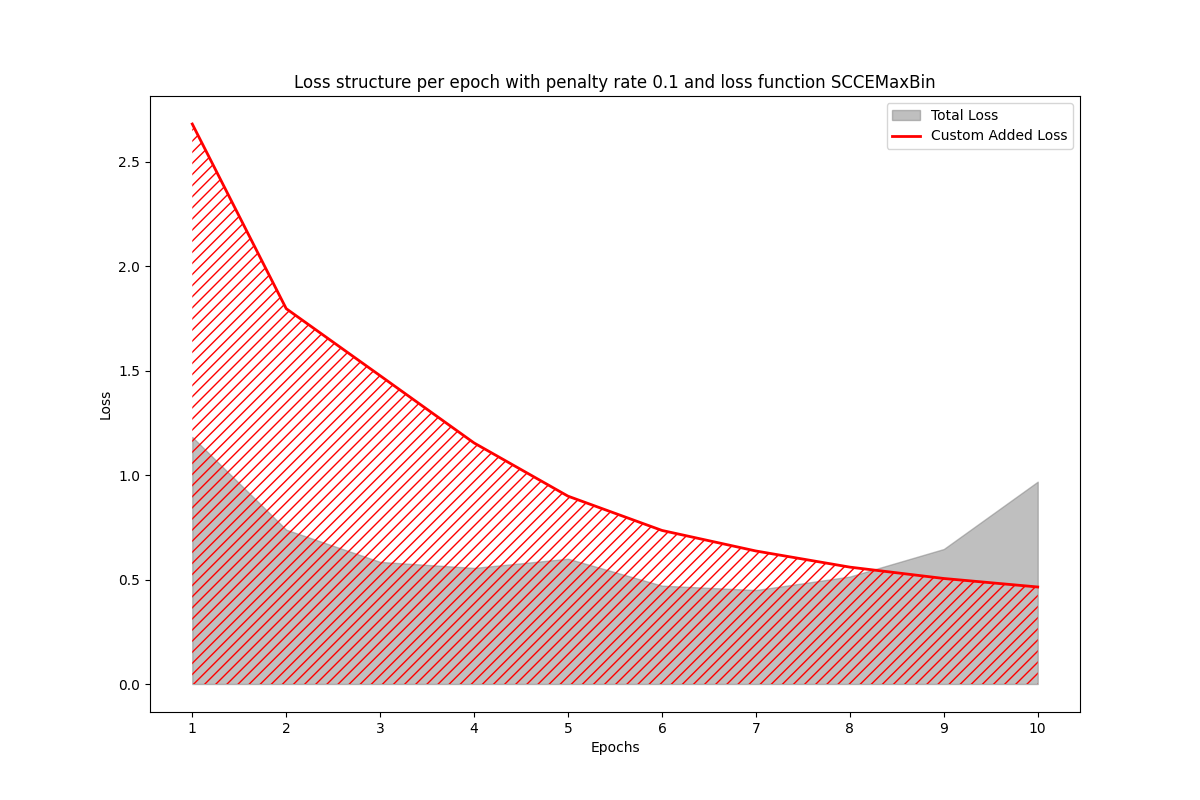 Loss structure per epoch with penalty rate 0.1 and loss function SCCEMaxBin
Total Loss
Custom Added Loss
2.5
2.0
1.5
1.0
0.5
0.0
Loss
1 2 3 4 5 6 7 8 9 10
Epochs